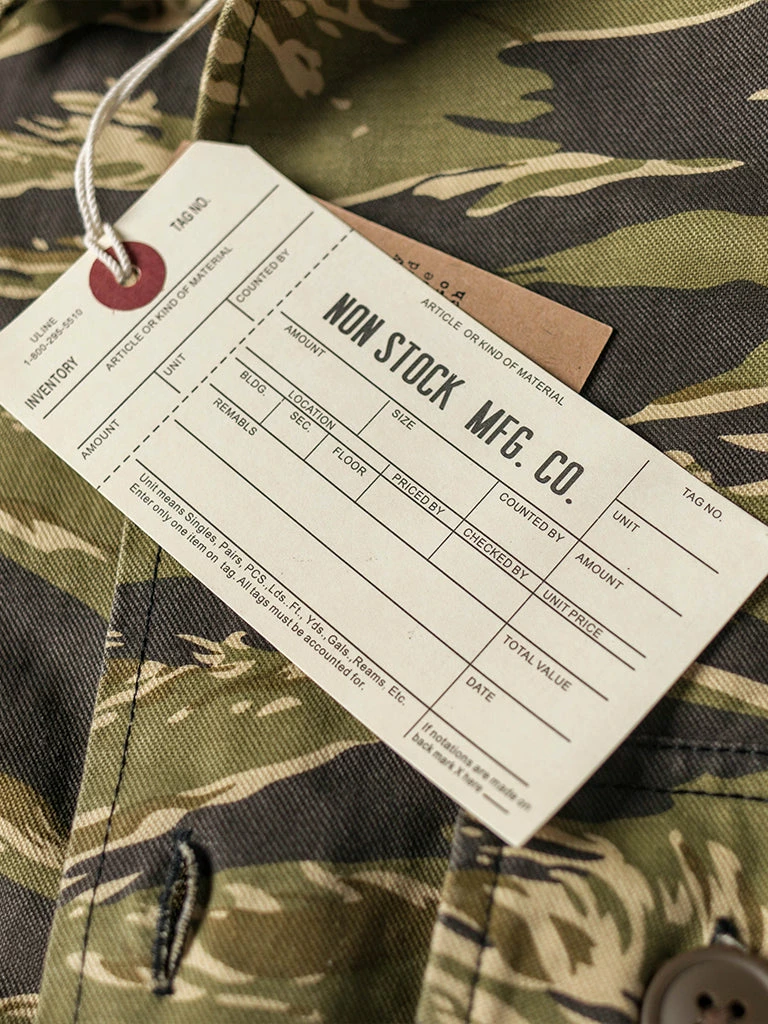 TAG NO.
ULINE
1-800-295-5510
INVENTORY
ARTICLE OR KIND OF MATERIAL
COUNTED BY
UNIT
AMOUNT
ARTICLE OR KIND OF MATERIAL
NON STOCK MFG. CO.
TAG NO.
AMOUNT
UNIT
BLDG.
LOCATION
SIZE
COUNTED BY
AMOUNT
REMABLS
SEC.
FLOOR
PRICED BY
CHECKED BY
UNIT PRICE
TOTAL VALUE
DATE
Unit means Singles, Pairs, PCS.,Lds.,Ft., Yds.,Gals.,Reams, Etc.
Enter only one item on tag. All tags must be accounted for.
If notations are made on
back mark X here